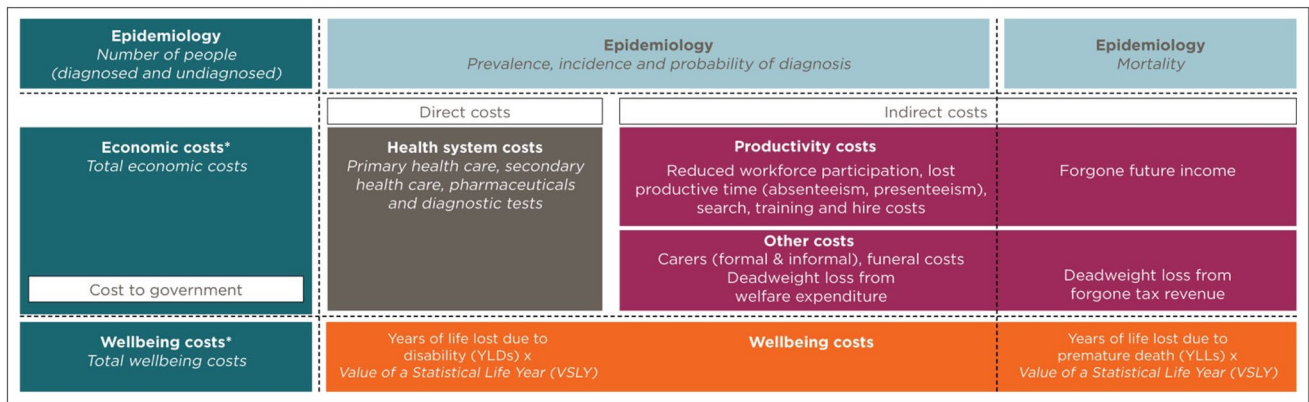 Epidemiology
Number of people
(diagnosed and undiagnosed)
Epidemiology
Prevalence, incidence and probability of diagnosis
Epidemiology
Mortality
Direct costs
Indirect costs
Economic costs*
Total economic costs
Cost to government
Health system costs
Primary health care, secondary
health care, pharmaceuticals
and diagnostic tests
Productivity costs
Reduced workforce participation, lost
productive time (absenteeism, presenteeism),
search, training and hire costs
Forgone future income
Other costs
Carers (formal & informal), funeral costs
Deadweight loss from
welfare expenditure
Deadweight loss from
forgone tax revenue
Wellbeing costs*
Total wellbeing costs
Years of life lost due to
disability (YLDs) x
Value of a Statistical Life Year (VSLY)
Wellbeing costs
Years of life lost due to
premature death (YLLs) x
Value of a Statistical Life Year (VSLY)